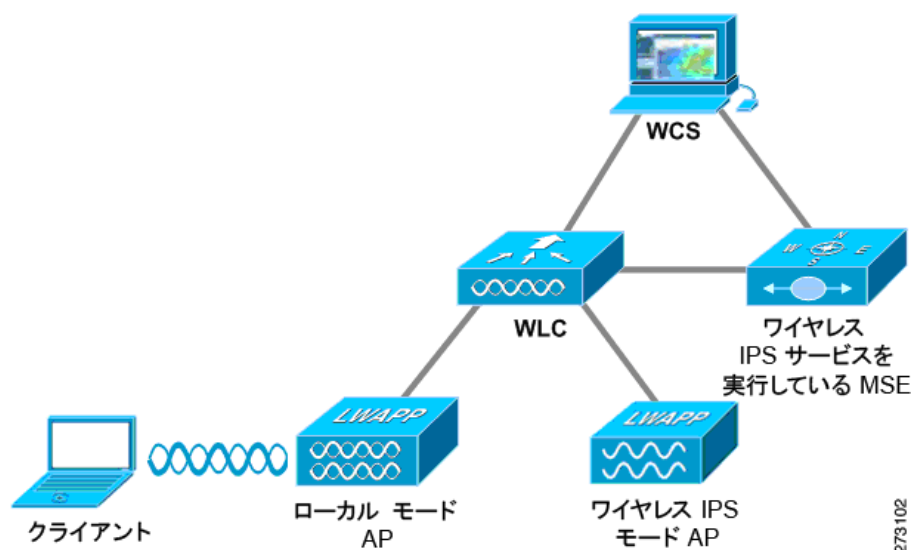 WCS
N
W
E
S
WLC
ワイヤレス
IPS サービスを
実行している MSE
LWAPP
LWAPP
クライアント
ローカル モード
AP
ワイヤレス IPS
モード AP
273102